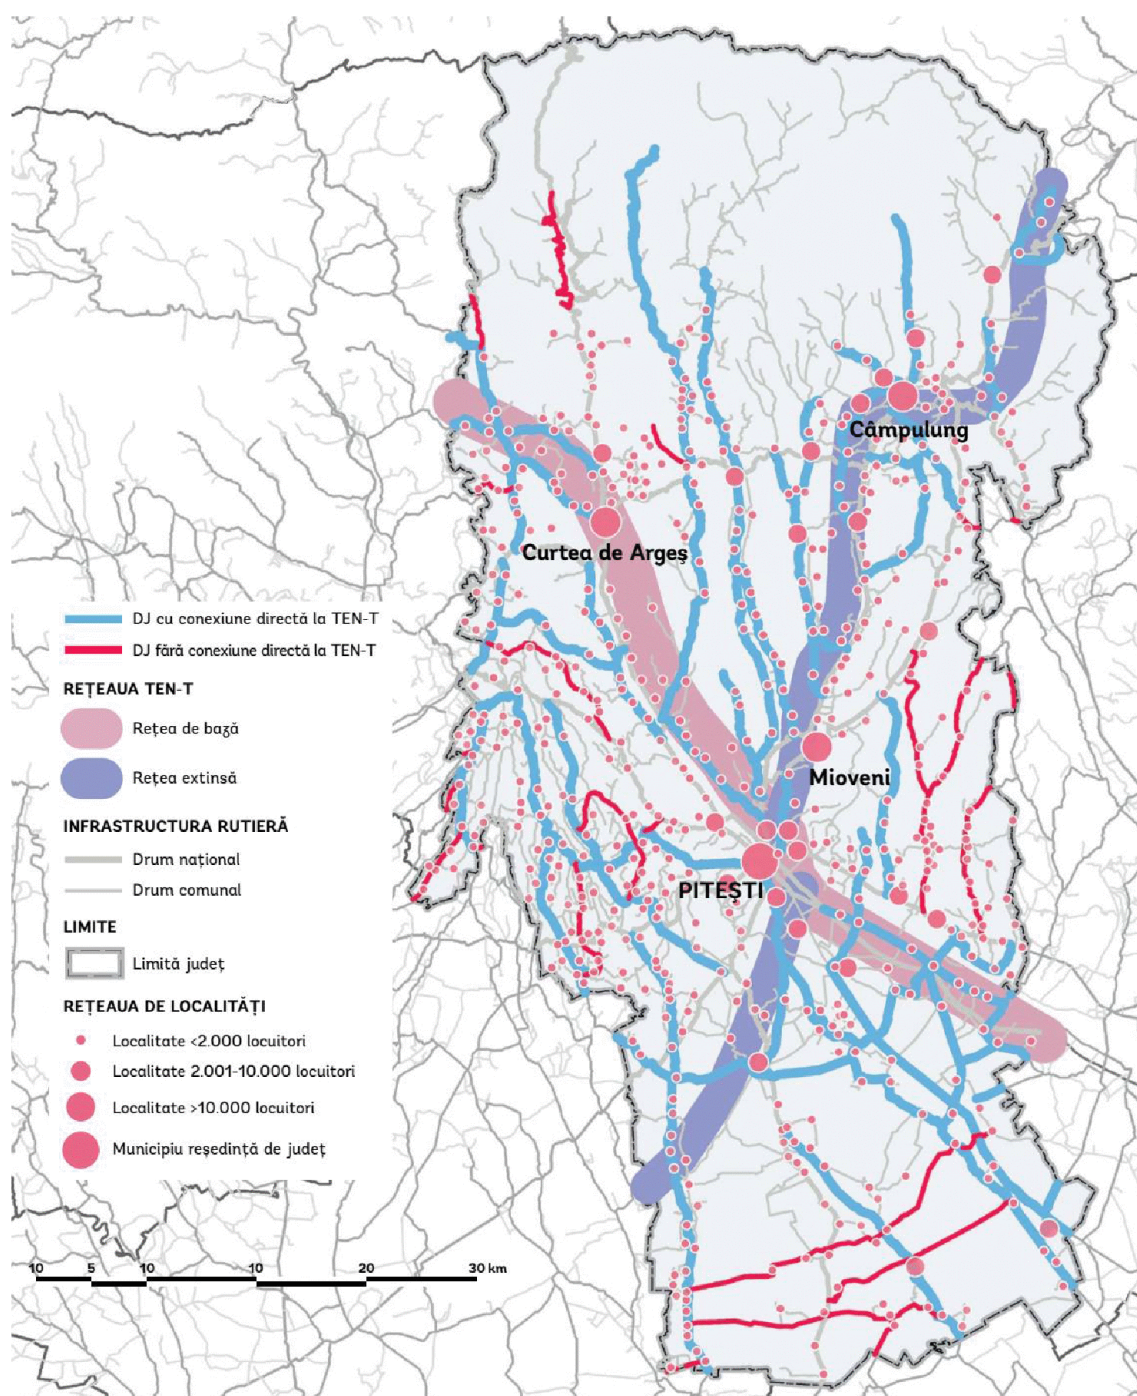 Câmpulung
Curtea de Argeș
Mioveni
PITEȘTI
DJ cu conexiune directă la TEN-T
DJ fără conexiune directă la TEN-T
REȚEAUA TEN-T
Rețea de bază
Rețea extinsă
INFRASTRUCTURA RUTIERĂ
Drum național
Drum comunal
LIMITE
Limită județ
REȚEAUA DE LOCALITĂȚI
Localitate <2.000 locuitori
Localitate 2.001-10.000 locuitori
Localitate >10.000 locuitori
Municipiu reședință de județ
10 5 10 10 20 30 km